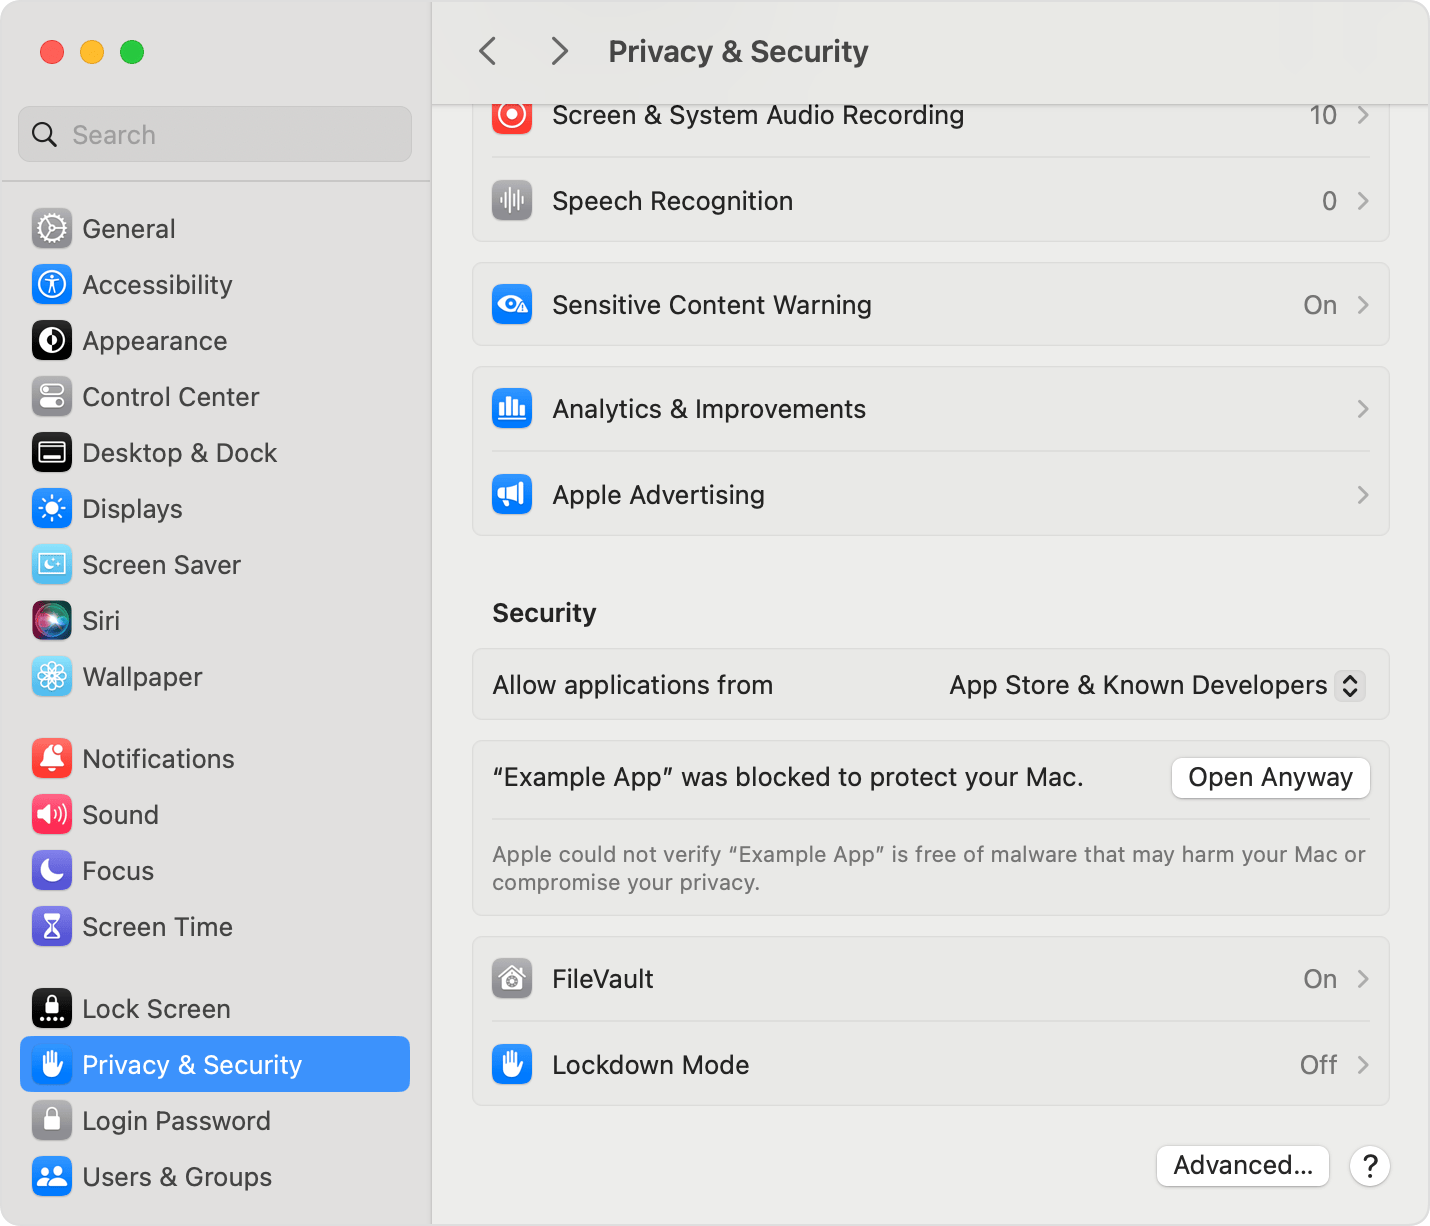 Search
General
Accessibility
Appearance
Control Center
Desktop & Dock
Displays
Screen Saver
Siri
Wallpaper
Notifications
Sound
Focus
Screen Time
Lock Screen
Privacy & Security
Login Password
Users & Groups
Privacy & Security
Screen & System Audio Recording 10
Speech Recognition 0
Sensitive Content Warning On
Analytics & Improvements
Apple Advertising
Security
Allow applications from App Store & Known Developers
“Example App” was blocked to protect your Mac. Open Anyway
Apple could not verify “Example App” is free of malware that may harm your Mac or
compromise your privacy.
FileVault On
Lockdown Mode Off
Advanced... ?